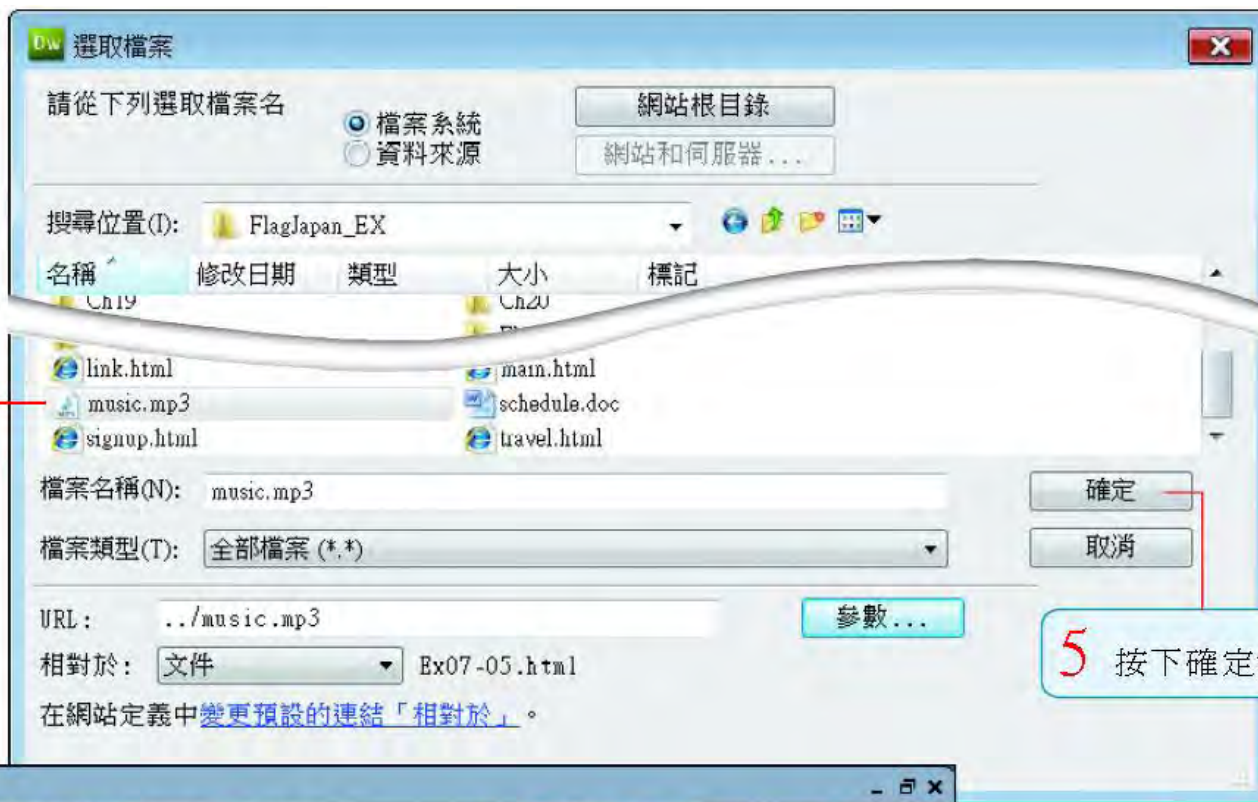 Dw 選取檔案
請從下列選取檔案名
檔案系統
資料來源
網站根目錄
網站和伺服器...
搜尋位置(I): FlagJapan_EX
名稱 修改日期 類型 大小 標記
Ch19 Ch20
link.html main.html
music.mp3 schedule.doc
signup.html travel.html
檔案名稱(N): music.mp3 確定
檔案類型(T): 全部檔案 (*.*) 取消
URL: ../music.mp3 參數...
相對於: 文件 Ex07-05.html
5 按下確定
在網站定義中變更預設的連結「相對於」。